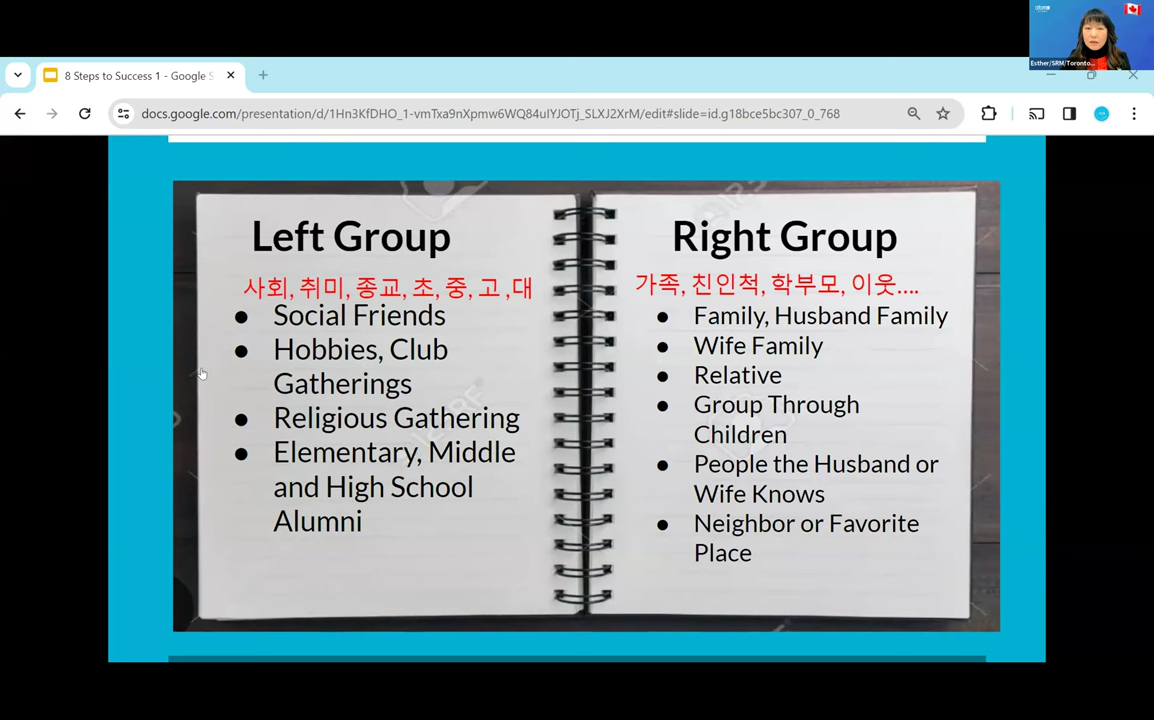 Esther/SRM/Toronto...
8 Steps to Success 1 - Google S
docs.google.com/presentation/d/1Hn3KfDHO_1-vmTxa9nXpmw6WQ84uIYJOTj_SLXJ2XrM/edit#slide=id.g18bce5bc307_0_768
Left Group
사회, 취미, 종교, 초, 중, 고 ,대
● Social Friends
● Hobbies, Club
Gatherings
● Religious Gathering
● Elementary, Middle
and High School
Alumni
Right Group
가족, 친인척, 학부모, 이웃....
● Family, Husband Family
● Wife Family
● Relative
● Group Through
Children
● People the Husband or
Wife Knows
● Neighbor or Favorite
Place